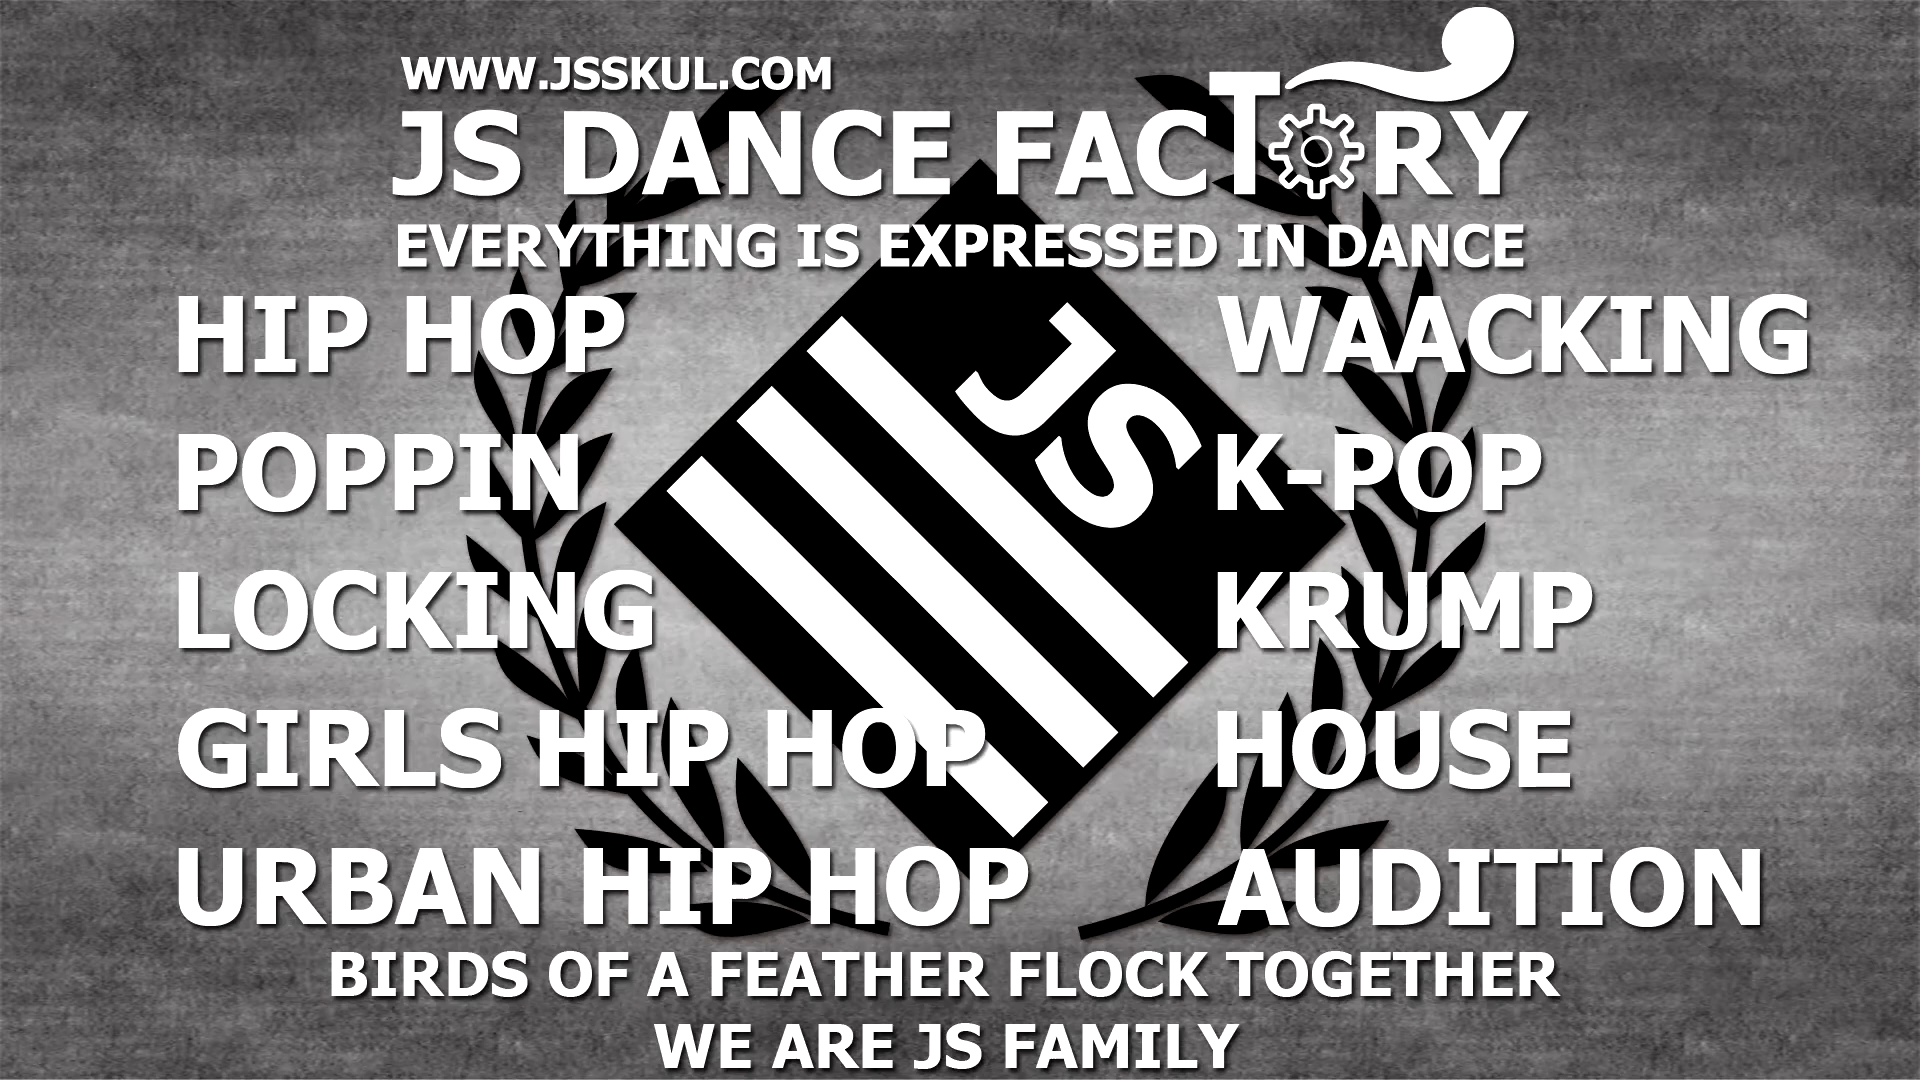 WWW.JSSKUL.COM
JS DANCE FACTORY
EVERYTHING IS EXPRESSED IN DANCE
JS
HIP HOP
POPPIN
LOCKING
GIRLS HIP HOP
URBAN HIP HOP
WAACKING
K-POP
KRUMP
HOUSE
AUDITION
BIRDS OF A FEATHER FLOCK TOGETHER
WE ARE JS FAMILY